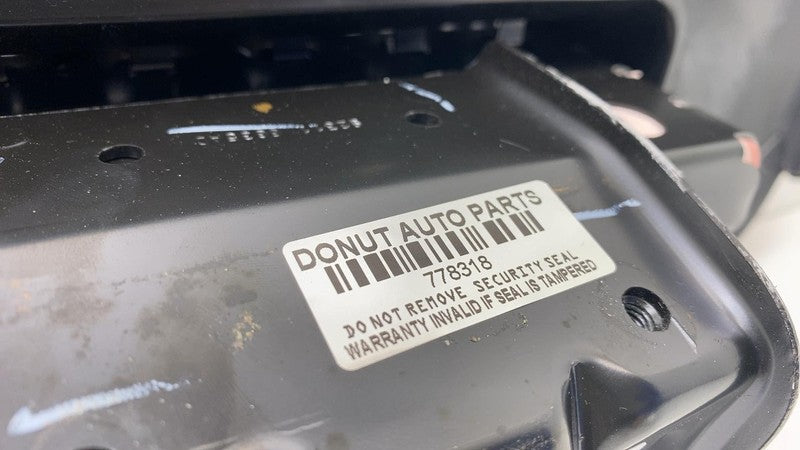 DONUT AUTO PARTS
778318
DO NOT REMOVE SECURITY SEAL
WARRANTY INVALID IF SEAL IS TAMPERED